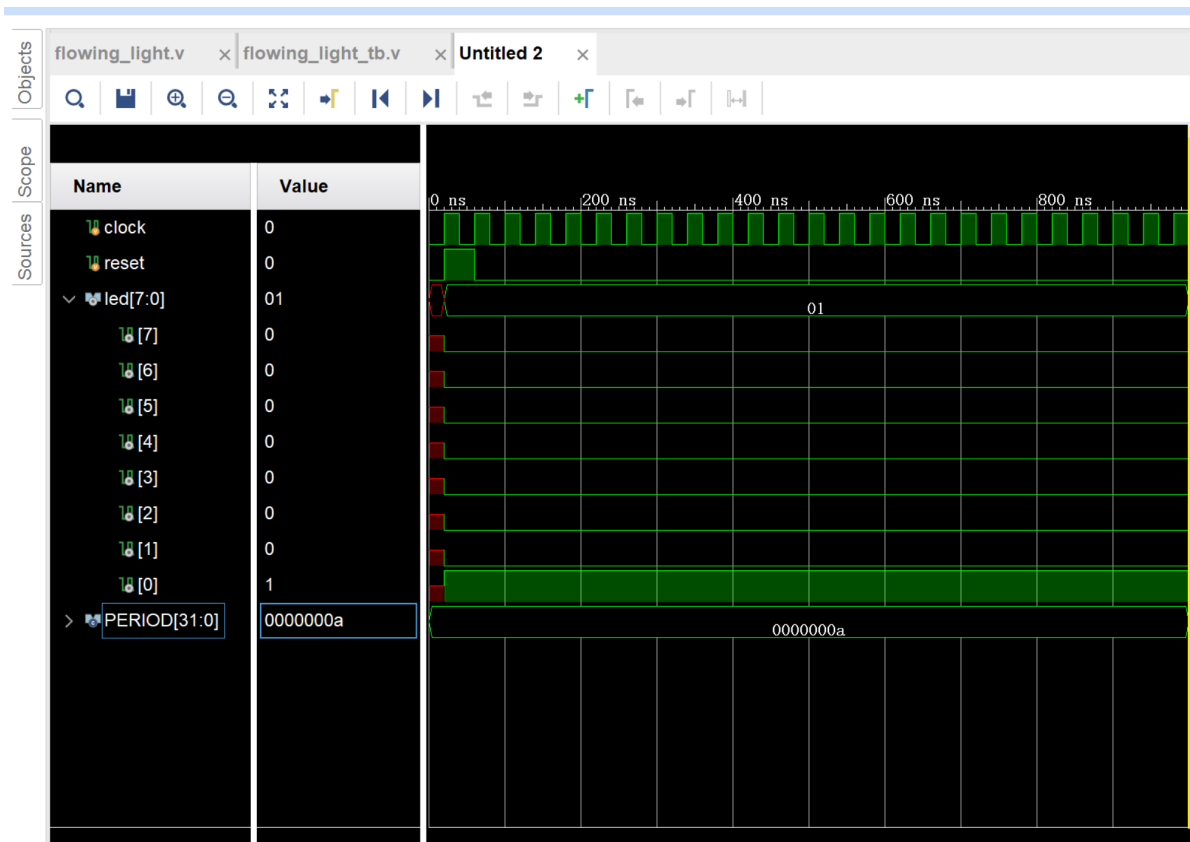 flowing_light.v × flowing_light_tb.v × Untitled 2 ×
Objects
Scope
Sources
Name Value
0 ns 200 ns 400 ns 600 ns 800 ns
clock 0
reset 0
led[7:0] 01 01
[7] 0
[6] 0
[5] 0
[4] 0
[3] 0
[2] 0
[1] 0
[0] 1
PERIOD[31:0] 0000000a 0000000a